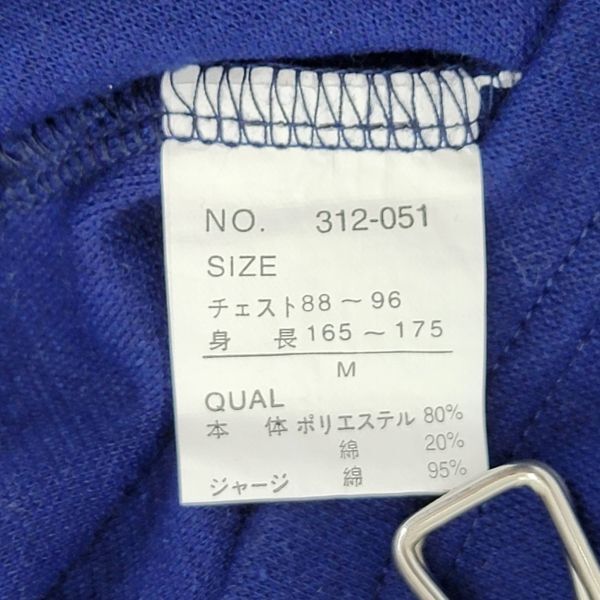 NO. 312-051
SIZE
チェスト88～96
身 長165～175
M
QUAL
本 体 ポリエステル 80%
綿 20%
ジャージ 綿 95%